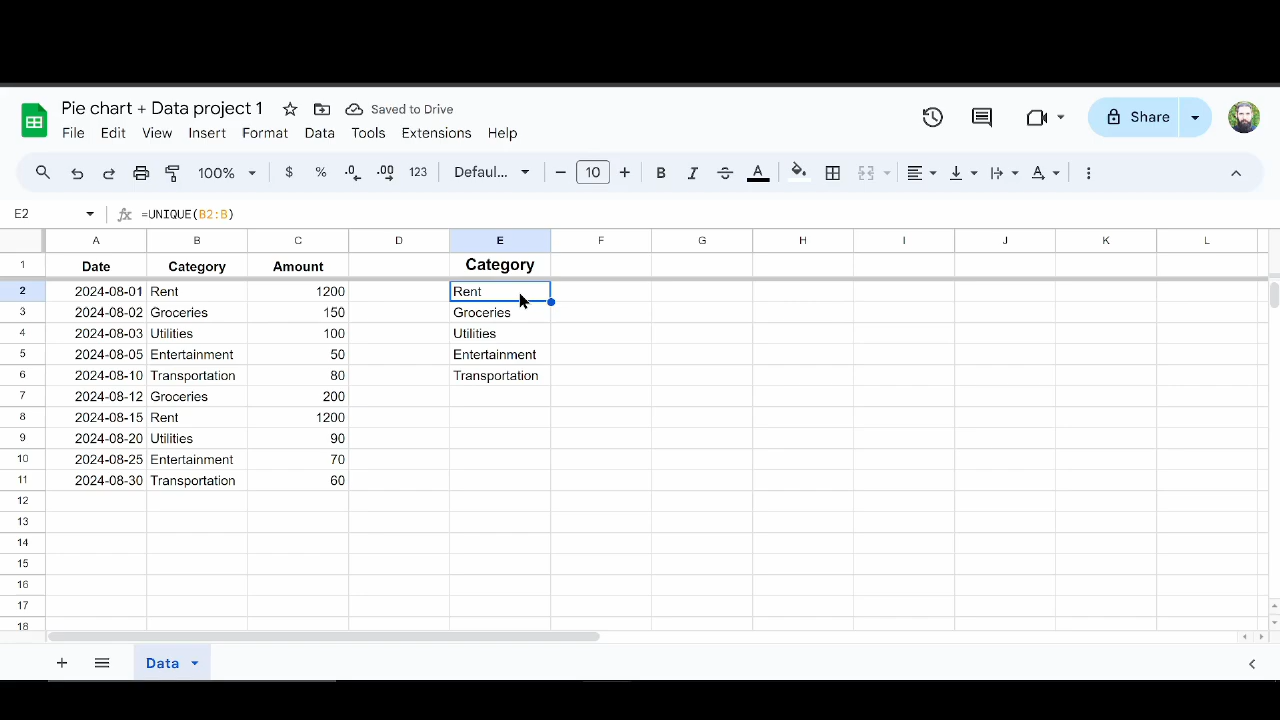 Pie chart + Data project 1 Saved to Drive
File Edit View Insert Format Data Tools Extensions Help
Share
100% $ % .0 .00 123 Defaul... 10 B I S A
E2 fx =UNIQUE(B2:B)
A B C D E F G H I J K L
1 Date Category Amount Category
2 2024-08-01 Rent 1200 Rent
3 2024-08-02 Groceries 150 Groceries
4 2024-08-03 Utilities 100 Utilities
5 2024-08-05 Entertainment 50 Entertainment
6 2024-08-10 Transportation 80 Transportation
7 2024-08-12 Groceries 200
8 2024-08-15 Rent 1200
9 2024-08-20 Utilities 90
10 2024-08-25 Entertainment 70
11 2024-08-30 Transportation 60
12
13
14
15
16
17
18
Data